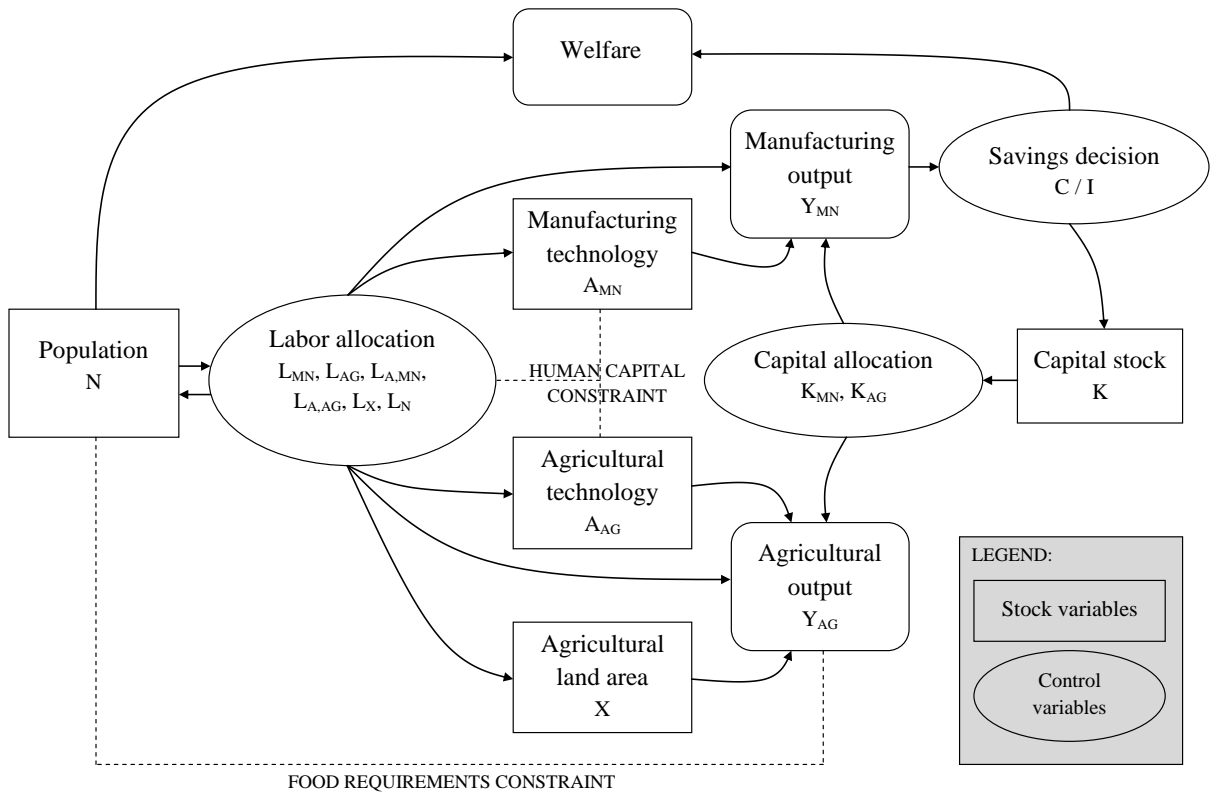 Welfare
Manufacturing
output
Y_MN
Savings decision
C / I
Manufacturing
technology
A_MN
Population
N
Labor allocation
L_MN, L_AG, L_A,MN,
L_A,AG, L_X, L_N
HUMAN CAPITAL
CONSTRAINT
Capital allocation
K_MN, K_AG
Capital stock
K
Agricultural
technology
A_AG
Agricultural
output
Y_AG
Agricultural
land area
X
LEGEND:
Stock variables
Control
variables
FOOD REQUIREMENTS CONSTRAINT